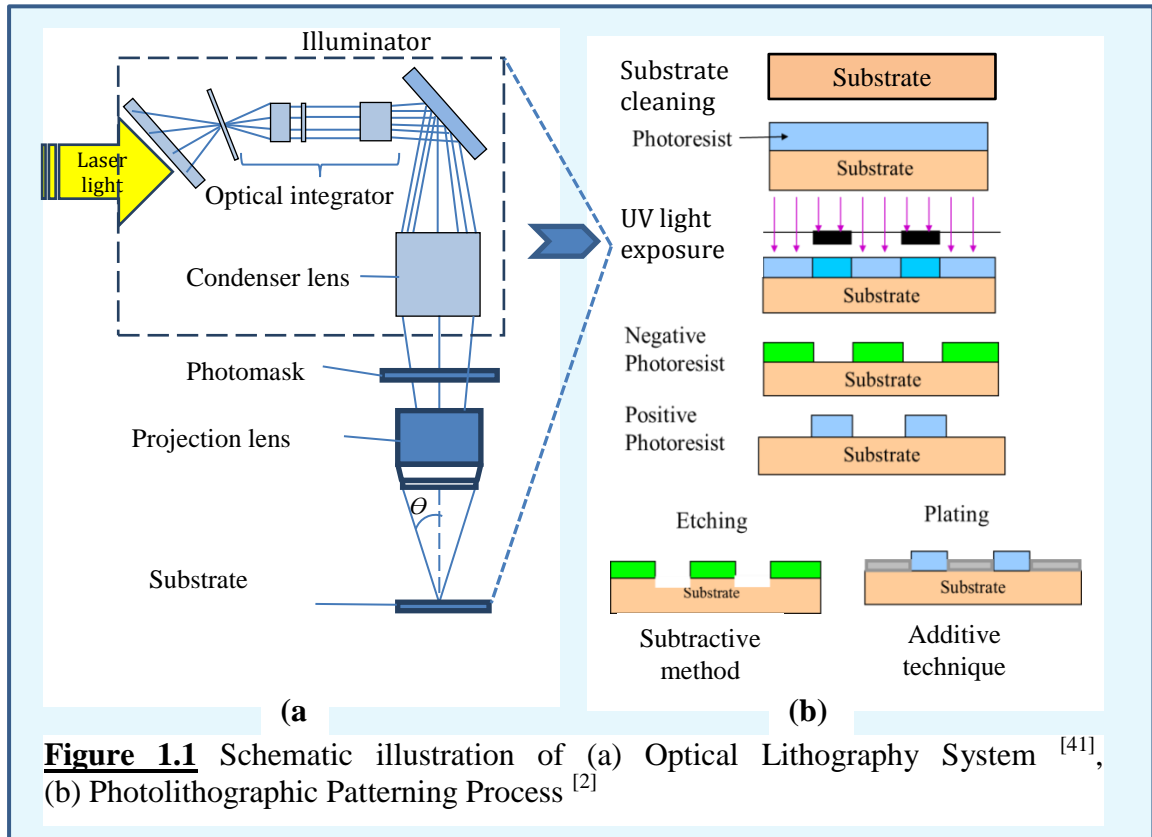 Illuminator
Laser
light
Optical integrator
Condenser lens
Photomask
Projection lens
Θ
Substrate
(a
Substrate
cleaning
Substrate
Photoresist
Substrate
UV light
exposure
Substrate
Negative
Photoresist
Substrate
Positive
Photoresist
Substrate
Etching
Substrate
Subtractive
method
Plating
Substrate
Additive
technique
(b)
Figure 1.1 Schematic illustration of (a) Optical Lithography System [41],
(b) Photolithographic Patterning Process [2]